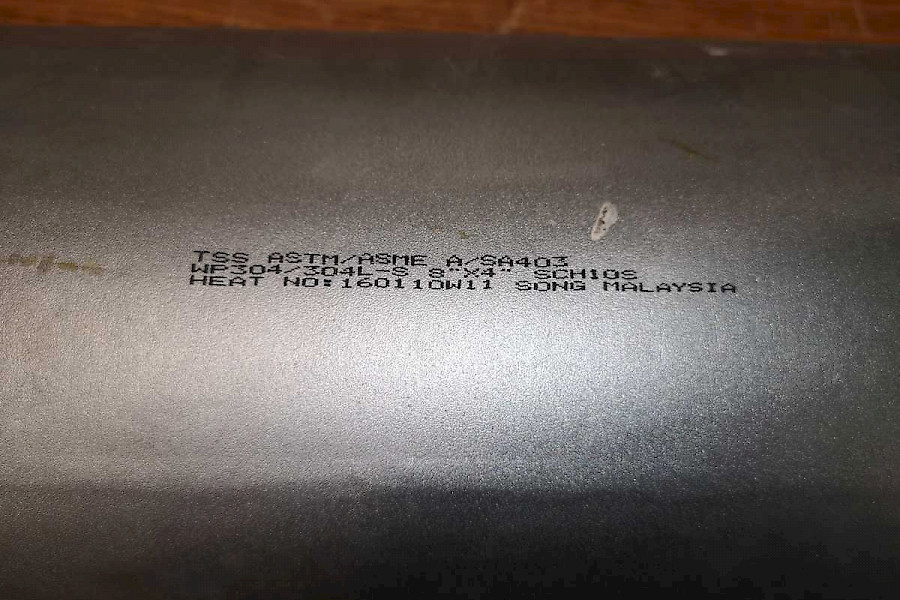 TSS ASTM/ASME A/SA403
WP304/304L-S 8"X4" SCH10S
HEAT NO:160110W11 SONG MALAYSIA